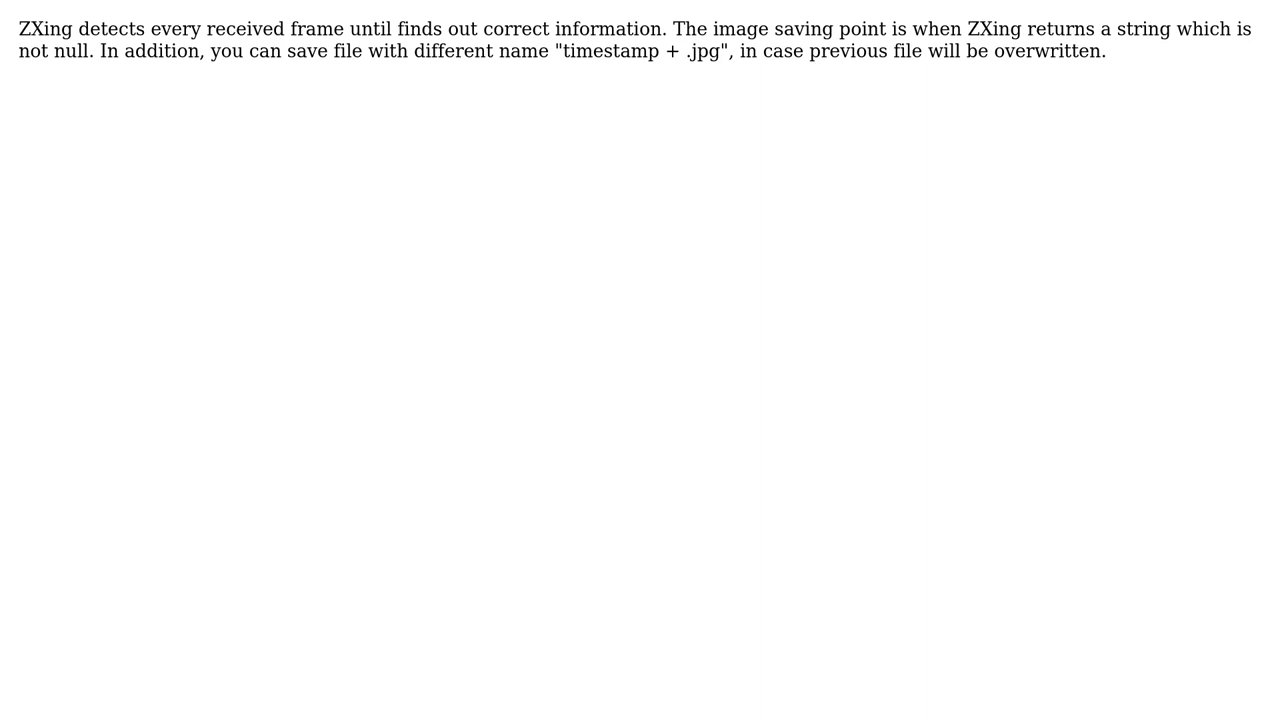 ZXing detects every received frame until finds out correct information. The image saving point is when ZXing returns a string which is
not null. In addition, you can save file with different name "timestamp + .jpg", in case previous file will be overwritten.